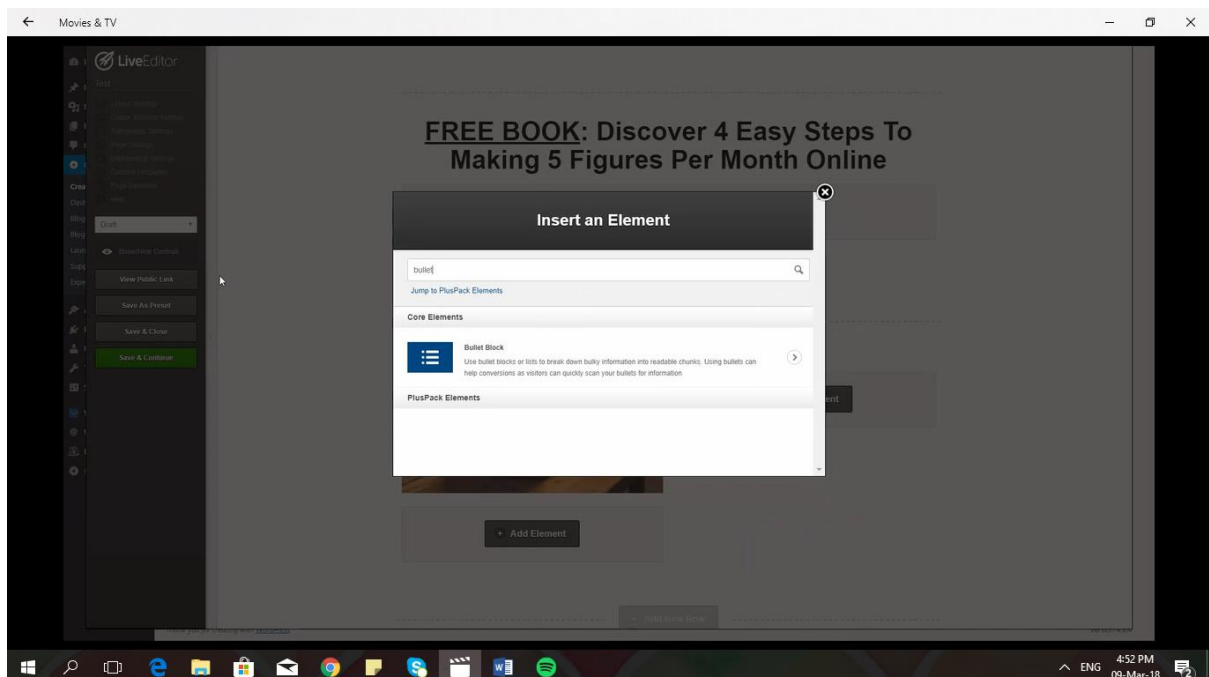 Movies & TV
LiveEditor
Test
FREE BOOK: Discover 4 Easy Steps To
Making 5 Figures Per Month Online
Insert an Element
bullet
Jump to PlusPack Elements
Core Elements
Bullet Block
Use bullet blocks or lists to break down bulky information into readable chunks. Using bullets can
help conversions as visitors can quickly scan your bullets for information
PlusPack Elements
Draft
View Public Link
Save As Preset
Save & Close
Save & Continue
Add Element
Add New Row
ENG
4:52 PM
09-Mar-18